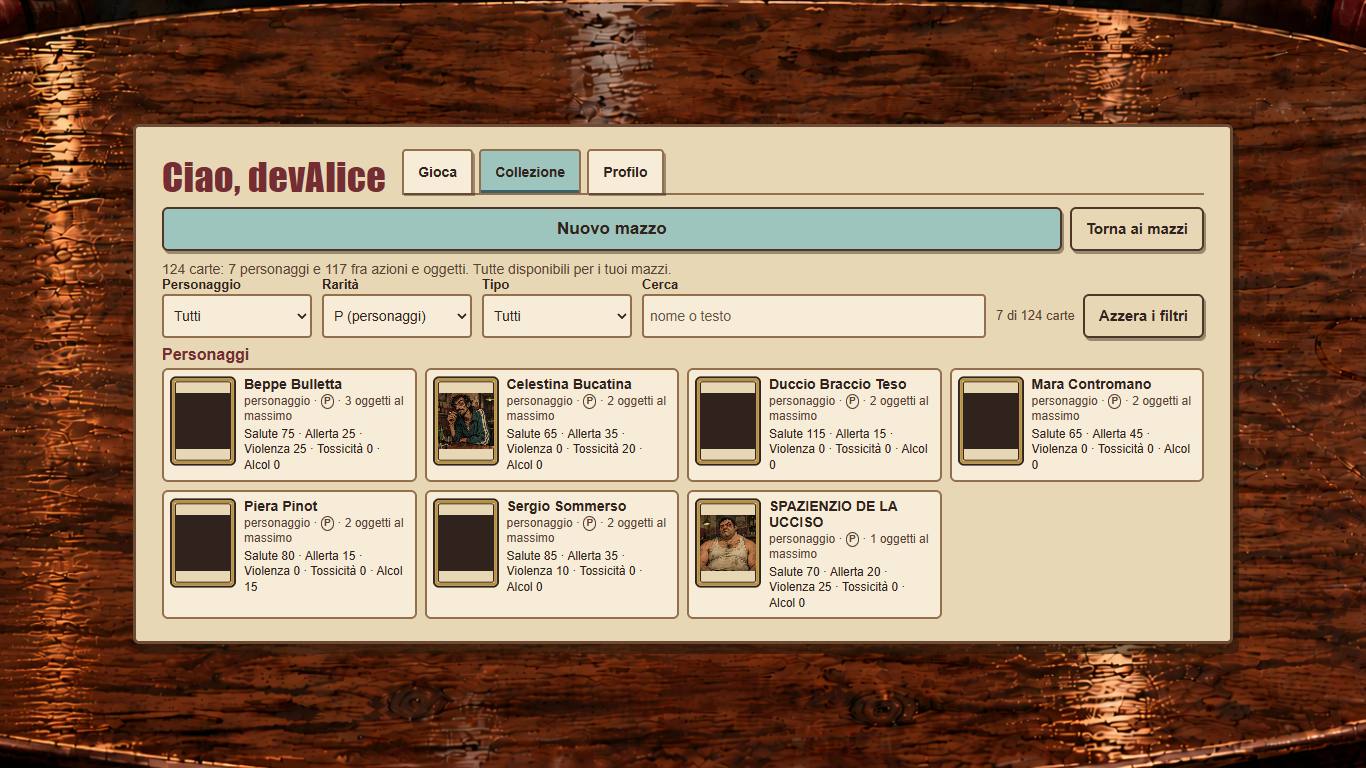 Ciao, devAlice
Gioca
Collezione
Profilo
Nuovo mazzo
Torna ai mazzi
124 carte: 7 personaggi e 117 fra azioni e oggetti. Tutte disponibili per i tuoi mazzi.
Personaggio
Rarità
Tipo
Cerca
Tutti
P (personaggi)
Tutti
nome o testo
7 di 124 carte
Azzera i filtri
Personaggi
Beppe Bulletta
personaggio · P · 3 oggetti al
massimo
Salute 75 · Allerta 25 ·
Violenza 25 · Tossicità 0 ·
Alcol 0
Celestina Bucatina
personaggio · P · 2 oggetti al
massimo
Salute 65 · Allerta 35 ·
Violenza 0 · Tossicità 20 ·
Alcol 0
Duccio Braccio Teso
personaggio · P · 2 oggetti al
massimo
Salute 115 · Allerta 15 ·
Violenza 0 · Tossicità 0 · Alcol
0
Mara Contromano
personaggio · P · 2 oggetti al
massimo
Salute 65 · Allerta 45 ·
Violenza 0 · Tossicità 0 · Alcol
0
Piera Pinot
personaggio · P · 2 oggetti al
massimo
Salute 80 · Allerta 15 ·
Violenza 0 · Tossicità 0 · Alcol
15
Sergio Sommerso
personaggio · P · 2 oggetti al
massimo
Salute 85 · Allerta 35 ·
Violenza 10 · Tossicità 0 ·
Alcol 0
SPAZIENZIO DE LA
UCCISO
personaggio · P · 1 oggetti al
massimo
Salute 70 · Allerta 20 ·
Violenza 25 · Tossicità 0 ·
Alcol 0